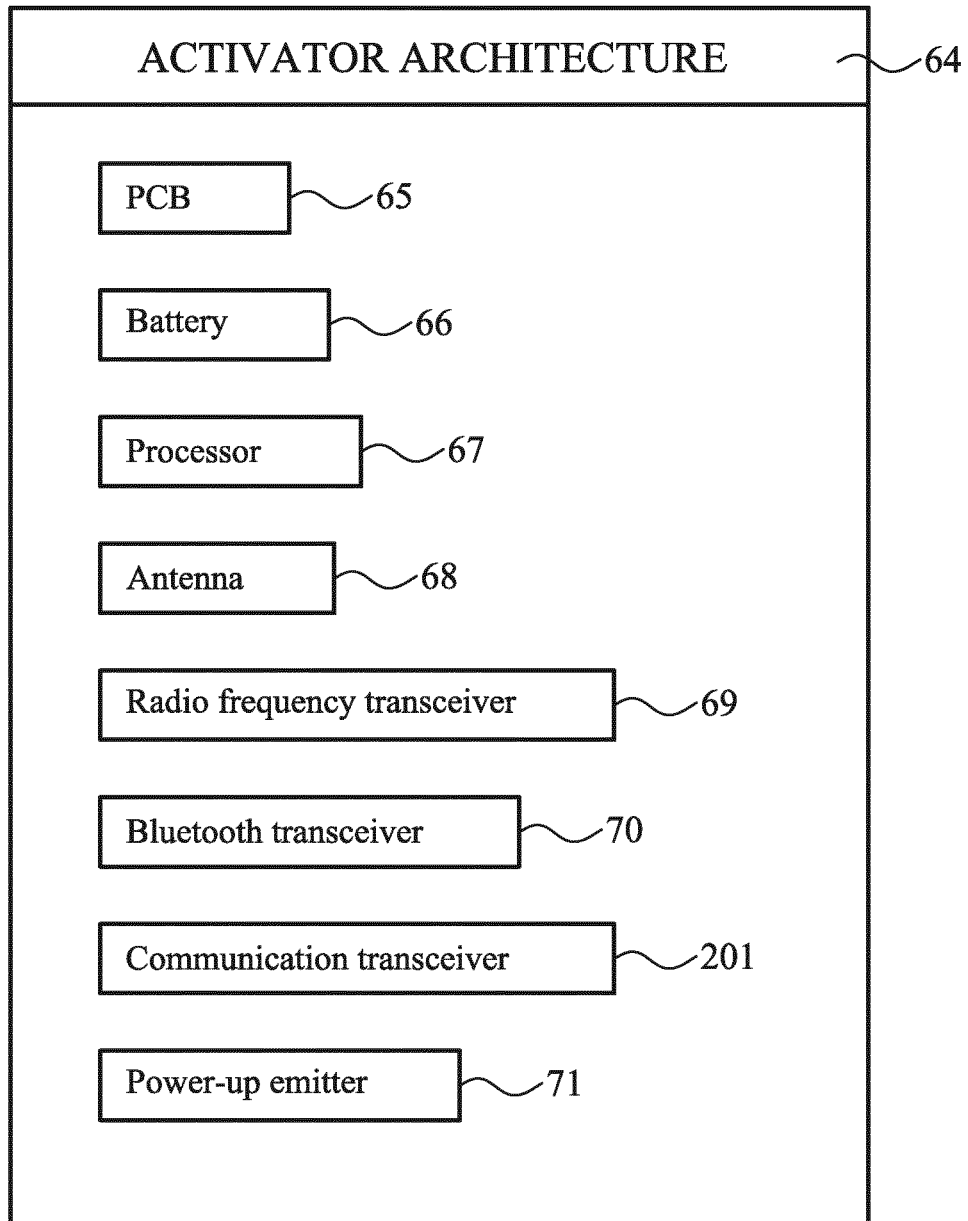 ACTIVATOR ARCHITECTURE 64
PCB 65
Battery 66
Processor 67
Antenna 68
Radio frequency transceiver 69
Bluetooth transceiver 70
Communication transceiver 201
Power-up emitter 71